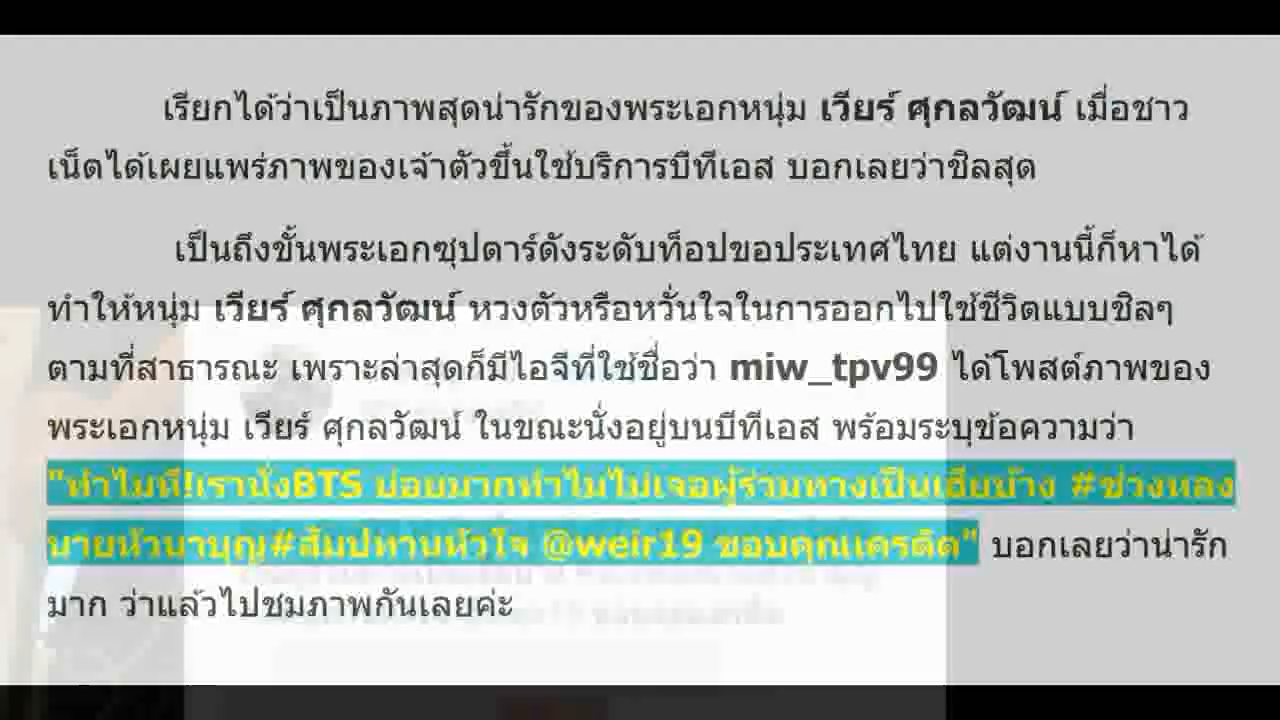 เรียกได้ว่าเป็นภาพสุดน่ารักของพระเอกหนุ่ม เวียร์ ศุกลวัฒน์ เมื่อชาว
เน็ตได้เผยแพร่ภาพของเจ้าตัวขึ้นใช้บริการบีทีเอส บอกเลยว่าชิลสุด
เป็นถึงขั้นพระเอกซุปตาร์ดังระดับท็อปขอประเทศไทย แต่งานนี้ก็หาได้
ทำให้หนุ่ม เวียร์ ศุกลวัฒน์ หวงตัวหรือหวั่นใจในการออกไปใช้ชีวิตแบบชิลๆ
ตามที่สาธารณะ เพราะล่าสุดก็มีไอจีที่ใช้ชื่อว่า miw_tpv99 ได้โพสต์ภาพของ
พระเอกหนุ่ม เวียร์ ศุกลวัฒน์ ในขณะนั่งอยู่บนบีทีเอส พร้อมระบุข้อความว่า
"ทำไมที!เรานั่งBTS บ่อยมากทำไมไม่เจอผู้ร่วมทางเป็นเฮียบ้าง #ช่วงหลง
นายหัวนาบุญ#สัมปทานหัวใจ @weir19 ขอบคุณแครดิต" บอกเลยว่าน่ารัก
มาก ว่าแล้วไปชมภาพกันเลยค่ะ